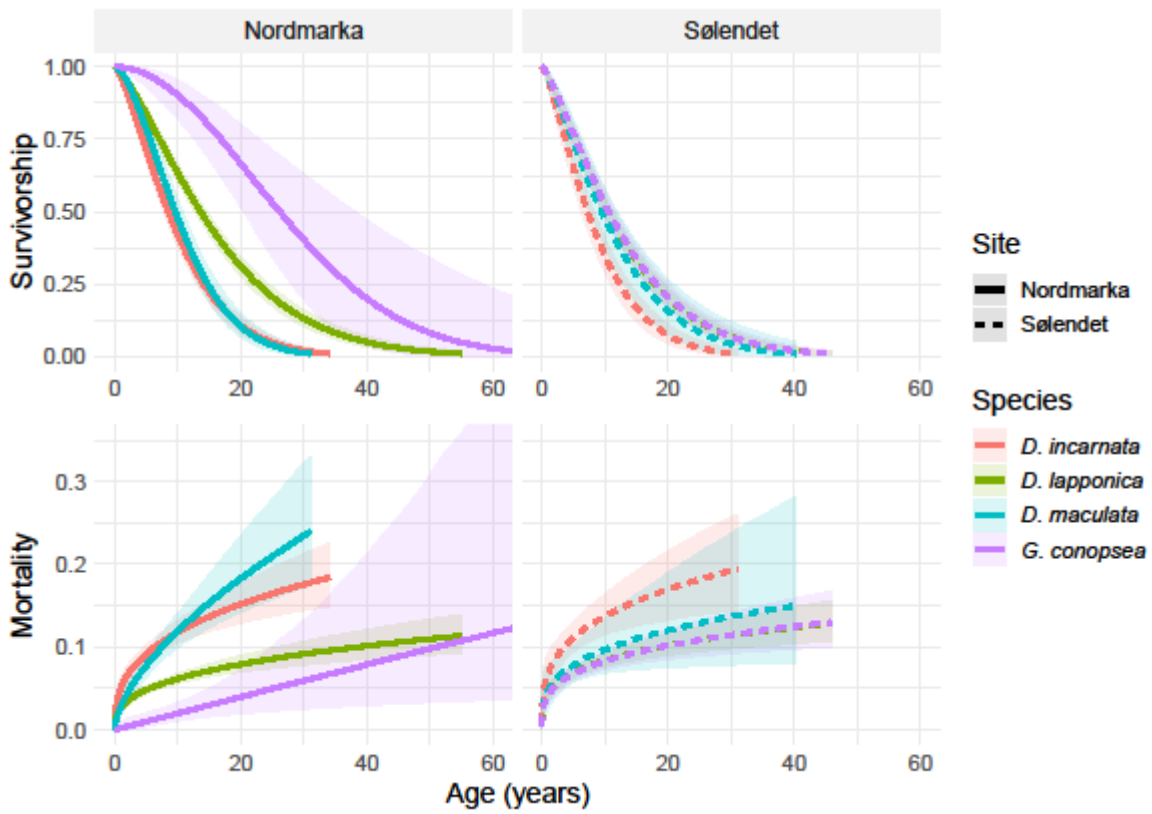 Nordmarka
Sølendet
Survivorship
1.00
0.75
0.50
0.25
0.00
0 20 40 60
0 20 40 60
Mortality
0.3
0.2
0.1
0.0
0 20 40 60
0 20 40 60
Age (years)
Site
Nordmarka
Sølendet
Species
D. incarnata
D. lapponica
D. maculata
G. conopsea